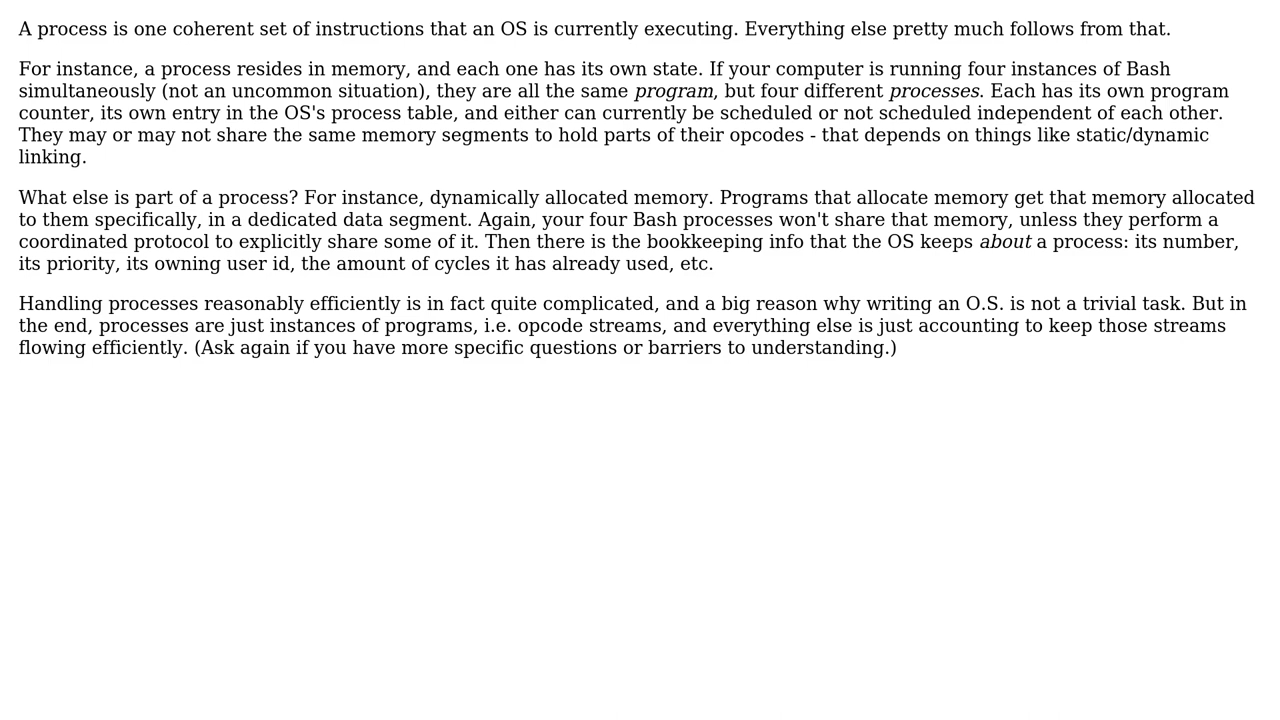 A process is one coherent set of instructions that an OS is currently executing. Everything else pretty much follows from that.
For instance, a process resides in memory, and each one has its own state. If your computer is running four instances of Bash
simultaneously (not an uncommon situation), they are all the same program, but four different processes. Each has its own program
counter, its own entry in the OS's process table, and either can currently be scheduled or not scheduled independent of each other.
They may or may not share the same memory segments to hold parts of their opcodes - that depends on things like static/dynamic
linking.
What else is part of a process? For instance, dynamically allocated memory. Programs that allocate memory get that memory allocated
to them specifically, in a dedicated data segment. Again, your four Bash processes won't share that memory, unless they perform a
coordinated protocol to explicitly share some of it. Then there is the bookkeeping info that the OS keeps about a process: its number,
its priority, its owning user id, the amount of cycles it has already used, etc.
Handling processes reasonably efficiently is in fact quite complicated, and a big reason why writing an O.S. is not a trivial task. But in
the end, processes are just instances of programs, i.e. opcode streams, and everything else is just accounting to keep those streams
flowing efficiently. (Ask again if you have more specific questions or barriers to understanding.)